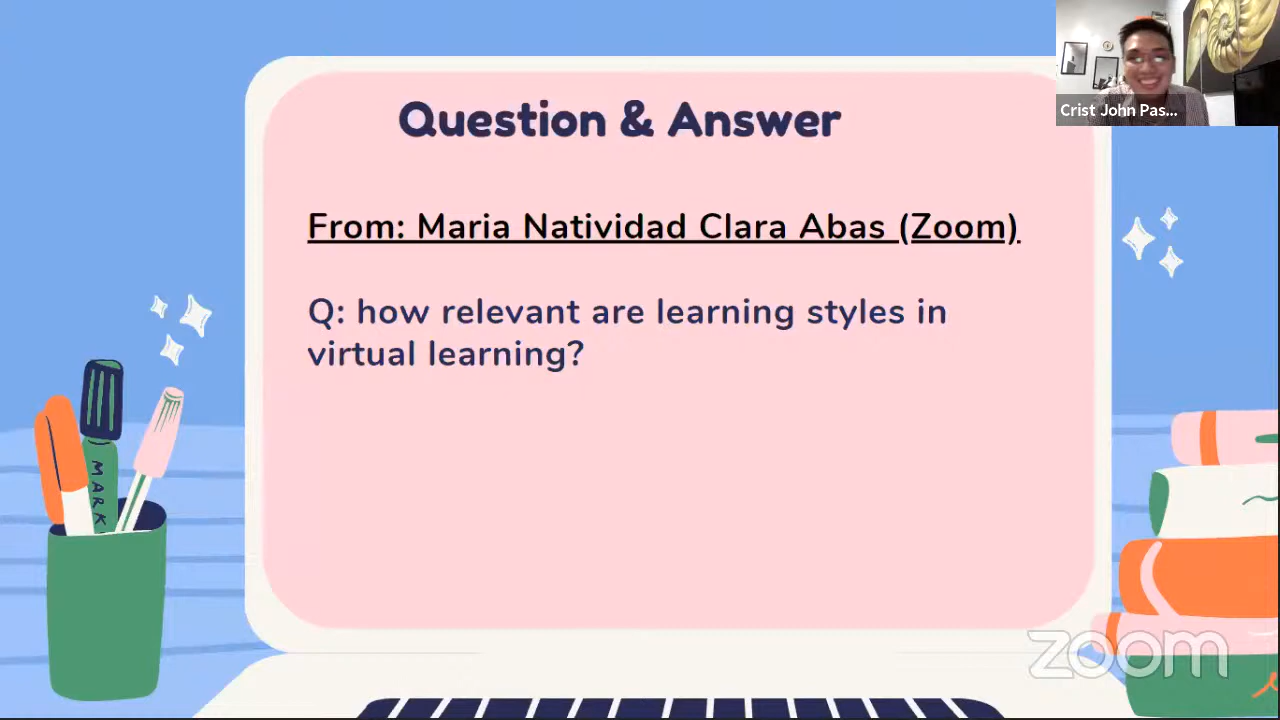 Question & Answer
Crist John Pas...
From: Maria Natividad Clara Abas (Zoom)
Q: how relevant are learning styles in
virtual learning?
MARK
zoom